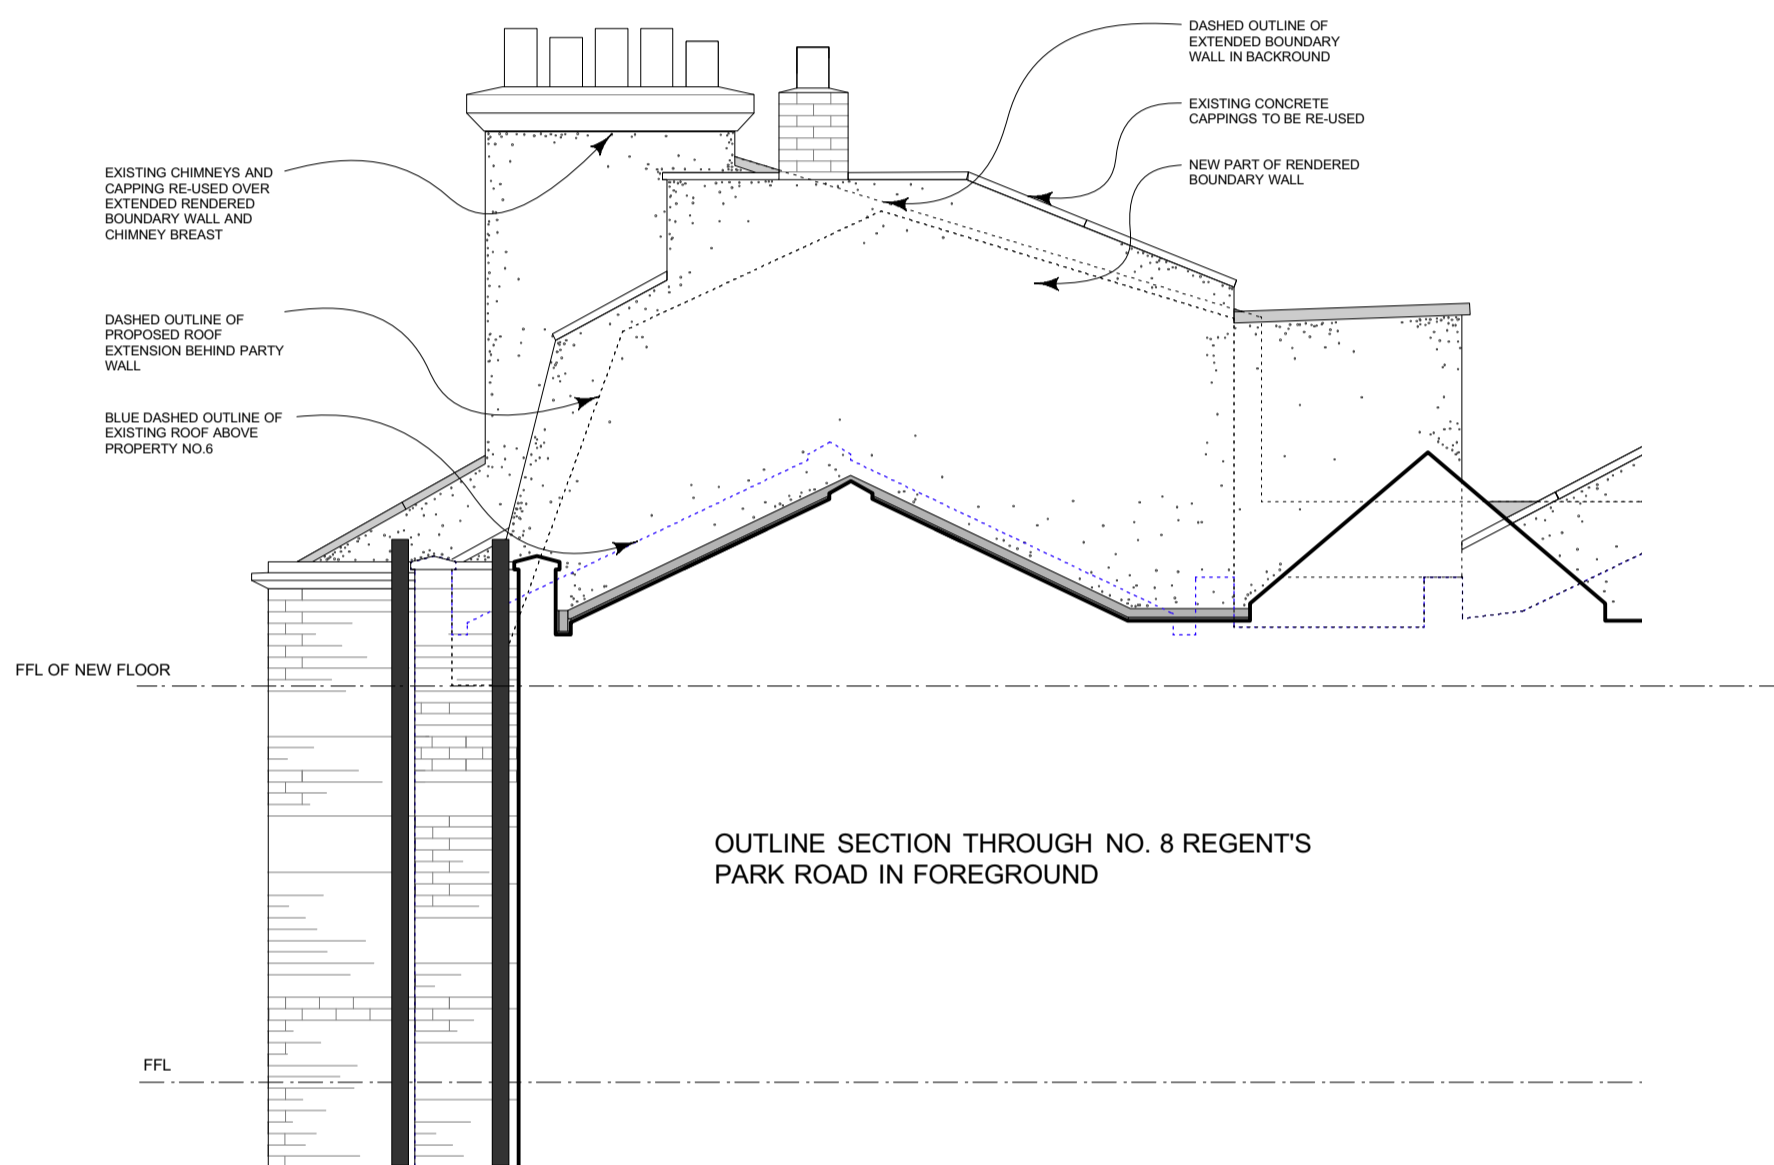 DASHED OUTLINE OF
EXTENDED BOUNDARY
WALL IN BACKROUND
EXISTING CONCRETE
CAPPINGS TO BE RE-USED
NEW PART OF RENDERED
BOUNDARY WALL
EXISTING CHIMNEYS AND
CAPPING RE-USED OVER
EXTENDED RENDERED
BOUNDARY WALL AND
CHIMNEY BREAST
DASHED OUTLINE OF
PROPOSED ROOF
EXTENSION BEHIND PARTY
WALL
BLUE DASHED OUTLINE OF
EXISTING ROOF ABOVE
PROPERTY NO.6
FFL OF NEW FLOOR
OUTLINE SECTION THROUGH NO. 8 REGENT'S
PARK ROAD IN FOREGROUND
FFL